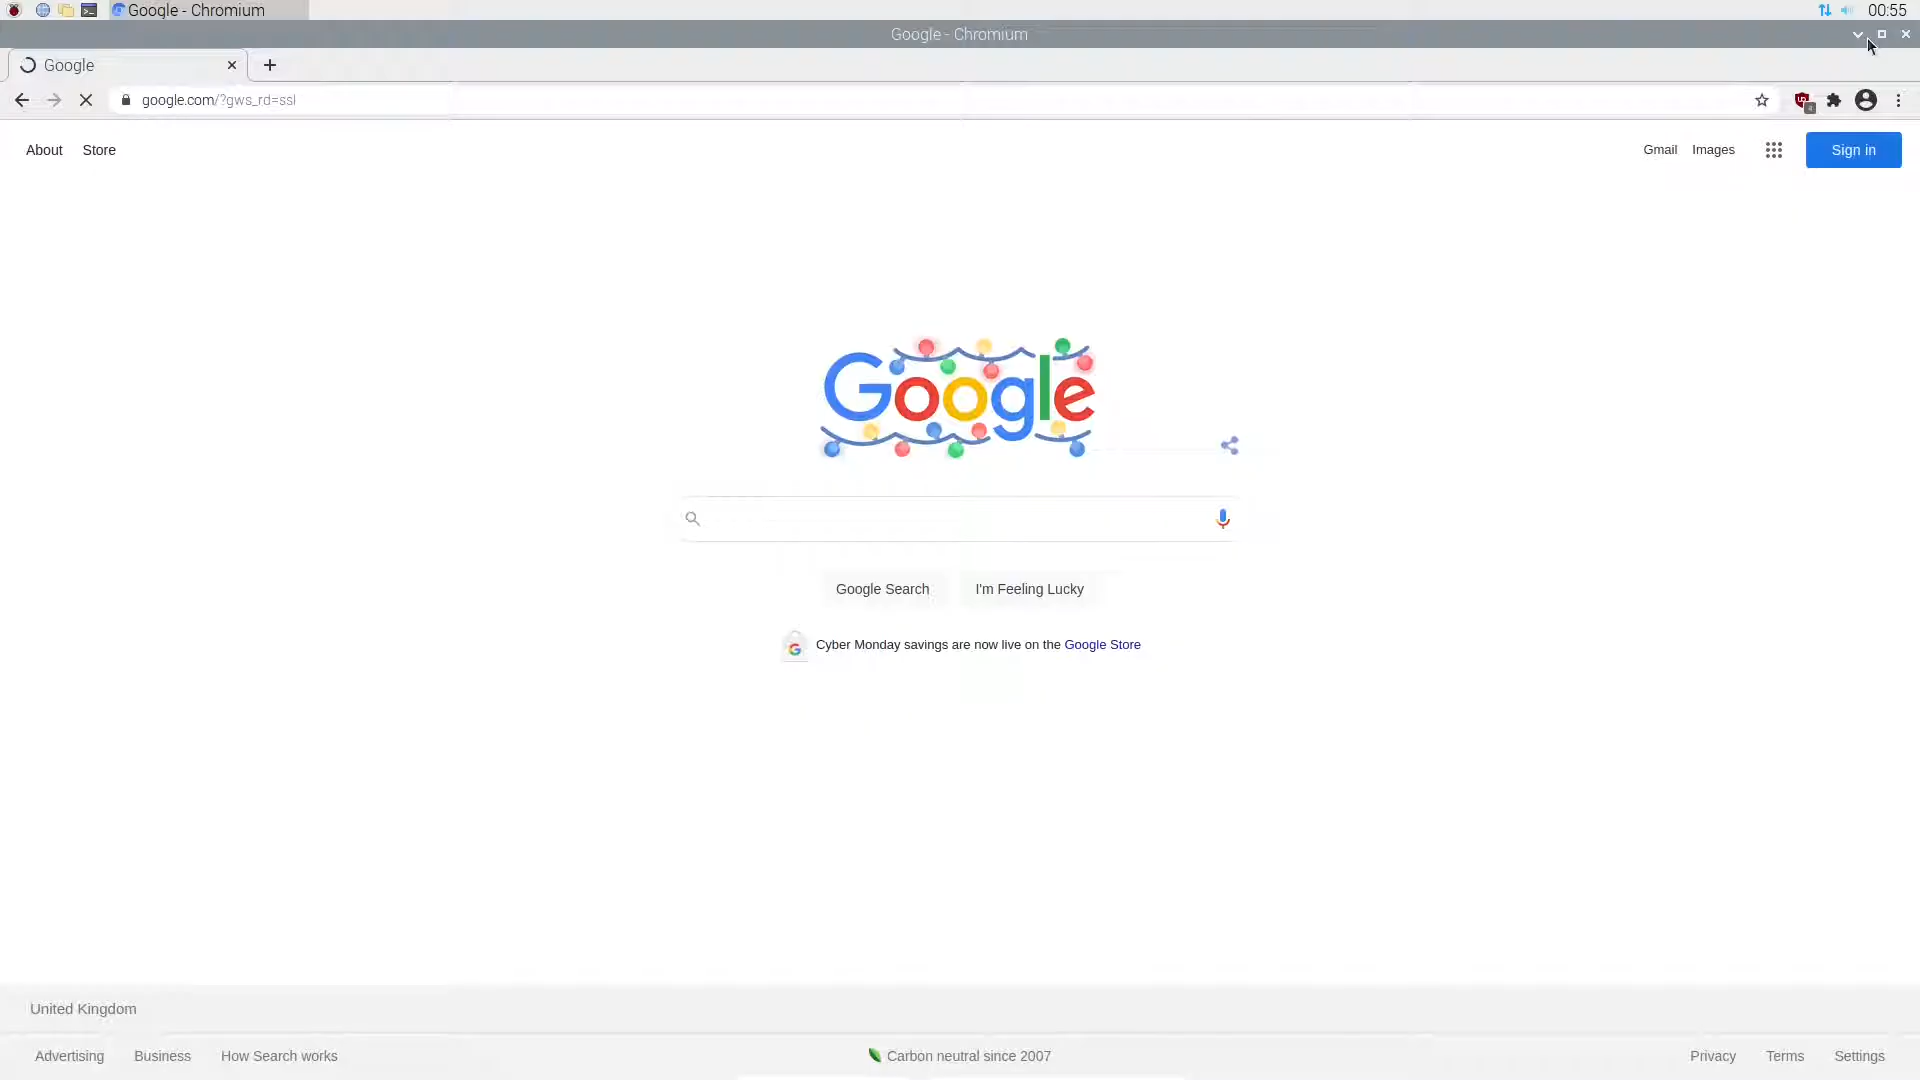 Google - Chromium
00:55
Google - Chromium
Google
google.com/?gws_rd=ssl
About Store
Gmail Images Sign in
Google
Google Search I'm Feeling Lucky
Cyber Monday savings are now live on the Google Store
United Kingdom
Advertising Business How Search works
Carbon neutral since 2007
Privacy Terms Settings